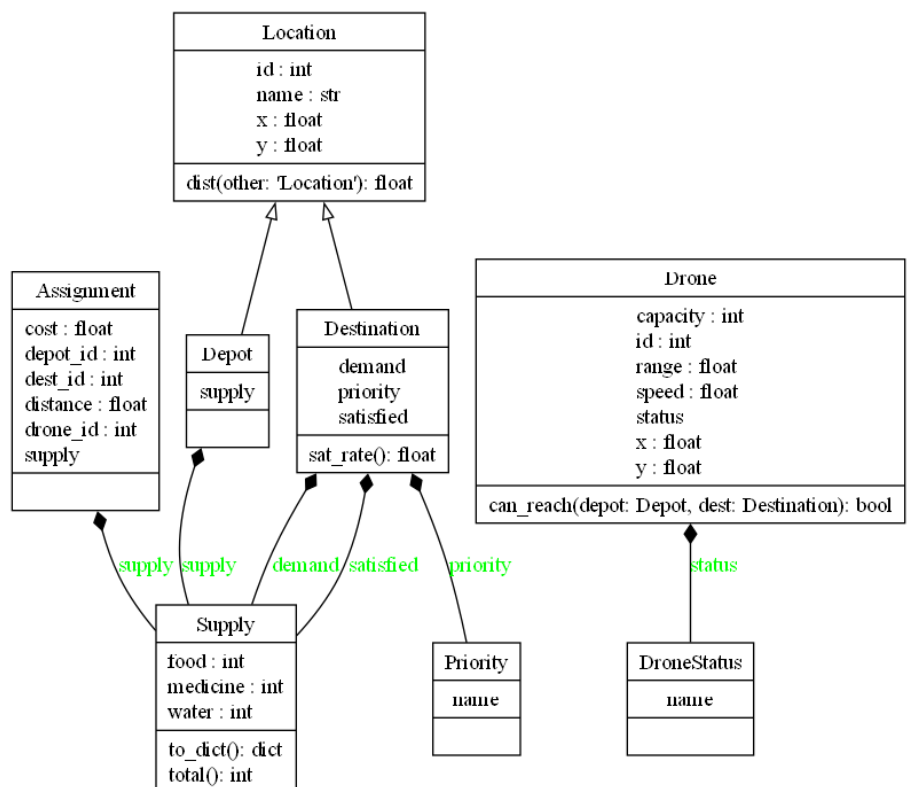 Location
id : int
name : str
x : float
y : float
dist(other: 'Location'): float
Assignment
cost : float
depot_id : int
dest_id : int
distance : float
drone_id : int
supply
Depot
supply
Destination
demand
priority
satisfied
sat_rate(): float
Drone
capacity : int
id : int
range : float
speed : float
status
x : float
y : float
can_reach(depot: Depot, dest: Destination): bool
supply
supply
demand
satisfied
priority
status
Supply
food : int
medicine : int
water : int
to_dict(): dict
total(): int
Priority
name
DroneStatus
name